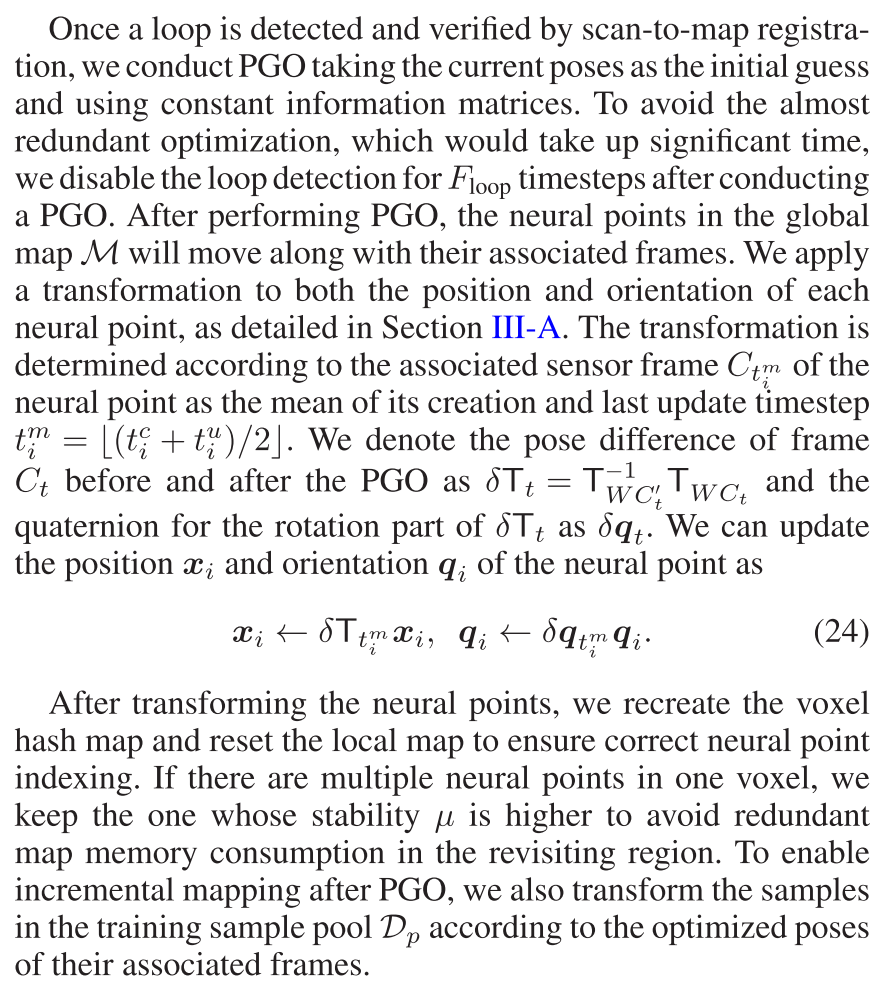 Once a loop is detected and verified by scan-to-map registra-
tion, we conduct PGO taking the current poses as the initial guess
and using constant information matrices. To avoid the almost
redundant optimization, which would take up significant time,
we disable the loop detection for $F_{\text{loop}}$ timesteps after conducting
a PGO. After performing PGO, the neural points in the global
map $\mathcal{M}$ will move along with their associated frames. We apply
a transformation to both the position and orientation of each
neural point, as detailed in Section III-A. The transformation is
determined according to the associated sensor frame $C_{t_i^m}$ of the
neural point as the mean of its creation and last update timestep
$t_i^m = \lfloor (t_i^c + t_i^u)/2 \rfloor$. We denote the pose difference of frame
$C_t$ before and after the PGO as $\delta\mathsf{T}_t = \mathsf{T}_{WC_t'}^{-1} \mathsf{T}_{WC_t}$ and the
quaternion for the rotation part of $\delta\mathsf{T}_t$ as $\delta\boldsymbol{q}_t$. We can update
the position $\boldsymbol{x}_i$ and orientation $\boldsymbol{q}_i$ of the neural point as
$\boldsymbol{x}_i \leftarrow \delta\mathsf{T}_{t_i^m} \boldsymbol{x}_i, \;\; \boldsymbol{q}_i \leftarrow \delta\boldsymbol{q}_{t_i^m} \boldsymbol{q}_i.$ (24)
After transforming the neural points, we recreate the voxel
hash map and reset the local map to ensure correct neural point
indexing. If there are multiple neural points in one voxel, we
keep the one whose stability $\mu$ is higher to avoid redundant
map memory consumption in the revisiting region. To enable
incremental mapping after PGO, we also transform the samples
in the training sample pool $\mathcal{D}_p$ according to the optimized poses
of their associated frames.